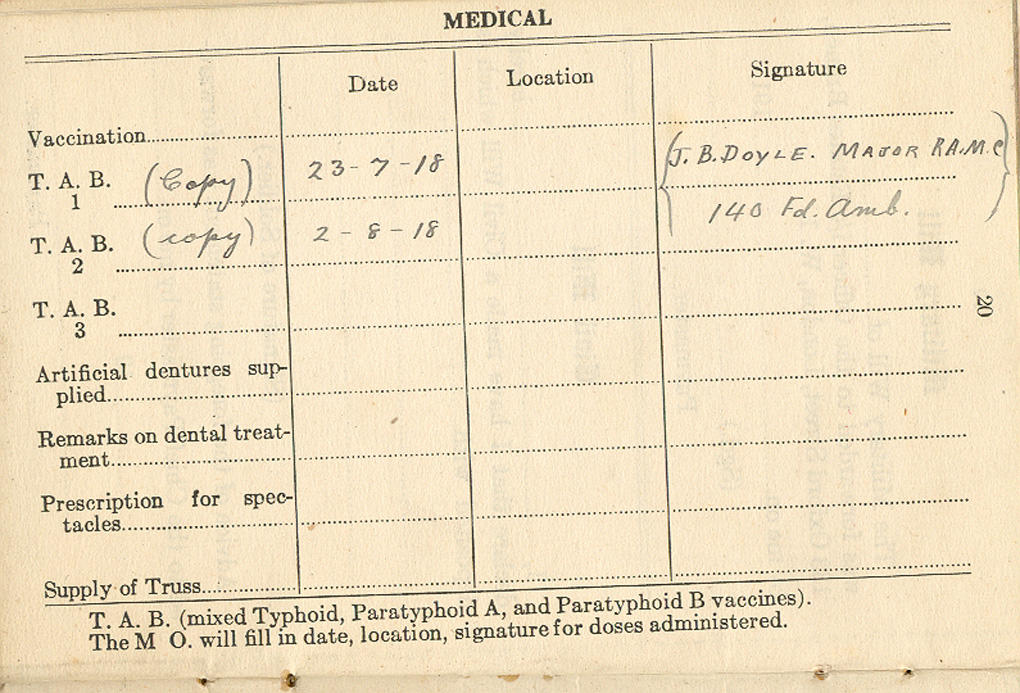 MEDICAL
Date Location Signature
Vaccination
T. A. B. 1 (Copy) 23-7-18 J. B. DOYLE. MAJOR R.A.M.C
140 Fd. Amb.
T. A. B. 2 (copy) 2-8-18
T. A. B. 3
20
Artificial dentures sup-
plied
Remarks on dental treat-
ment
Prescription for spec-
tacles
Supply of Truss
T. A. B. (mixed Typhoid, Paratyphoid A, and Paratyphoid B vaccines).
The M O. will fill in date, location, signature for doses administered.